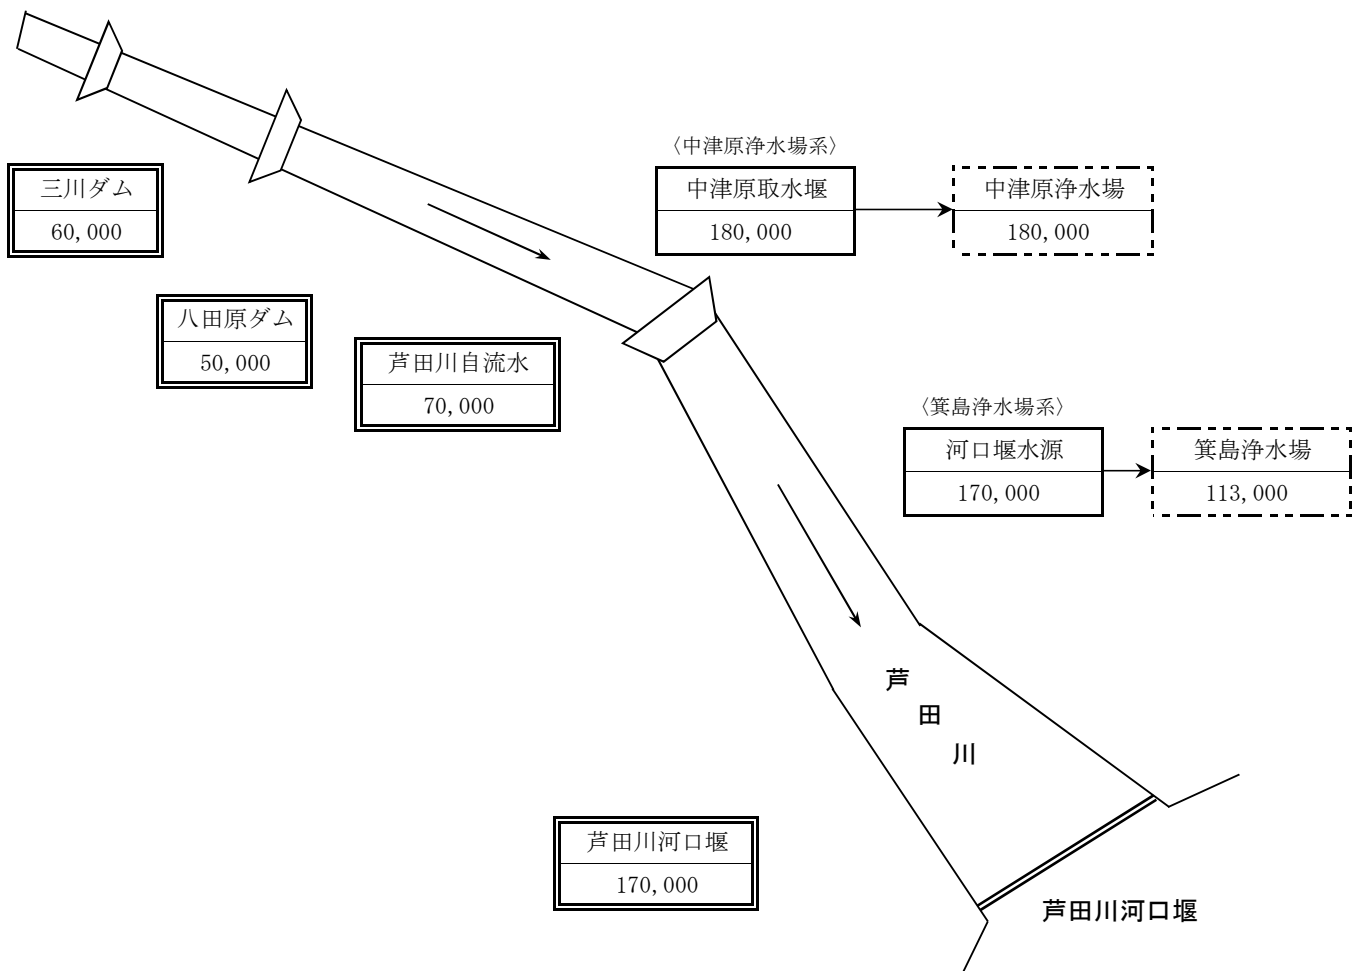 〈中津原浄水場系〉
三川ダム
60,000
中津原取水堰
180,000
中津原浄水場
180,000
八田原ダム
50,000
芦田川自流水
70,000
〈箕島浄水場系〉
河口堰水源
170,000
箕島浄水場
113,000
芦
田
川
芦田川河口堰
170,000
芦田川河口堰